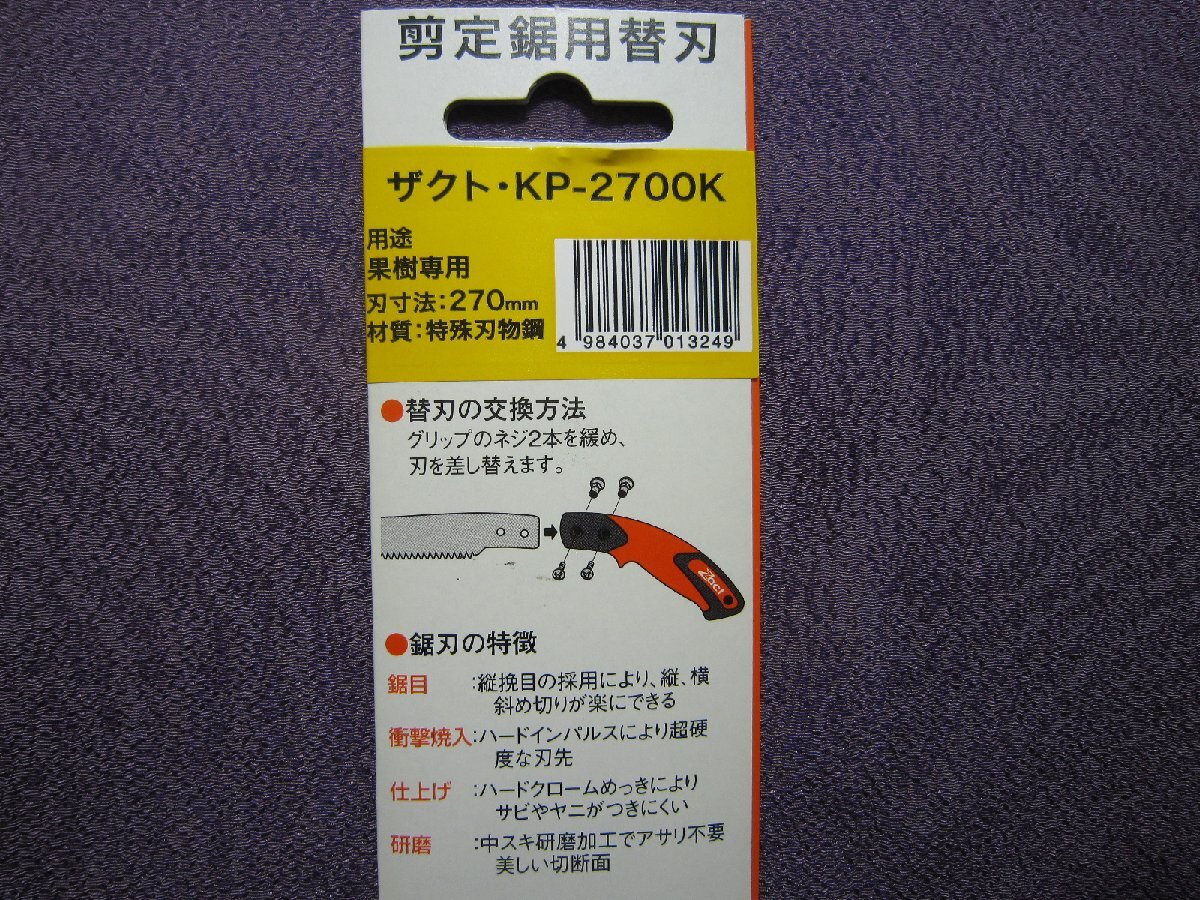 剪定鋸用替刃
ザクト・KP-2700K
用途
果樹専用
刃寸法：270mm
材質：特殊刃物鋼
4 984037 013249
●替刃の交換方法
グリップのネジ2本を緩め、
刃を差し替えます。
Zact
●鋸刃の特徴
鋸目 :縦挽目の採用により、縦、横
斜め切りが楽にできる
衝撃焼入:ハードインパルスにより超硬
度な刃先
仕上げ :ハードクロームめっきにより
サビやヤニがつきにくい
研磨 :中スキ研磨加工でアサリ不要
美しい切断面